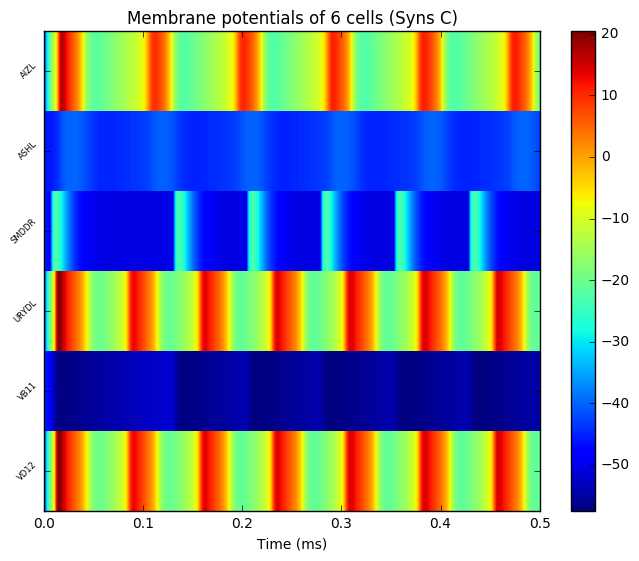 Membrane potentials of 6 cells (Syns C)
AIZL
ASHL
SMDDR
URYDL
VB11
VD12
0.0 0.1 0.2 0.3 0.4 0.5
Time (ms)
20
10
0
−10
−20
−30
−40
−50